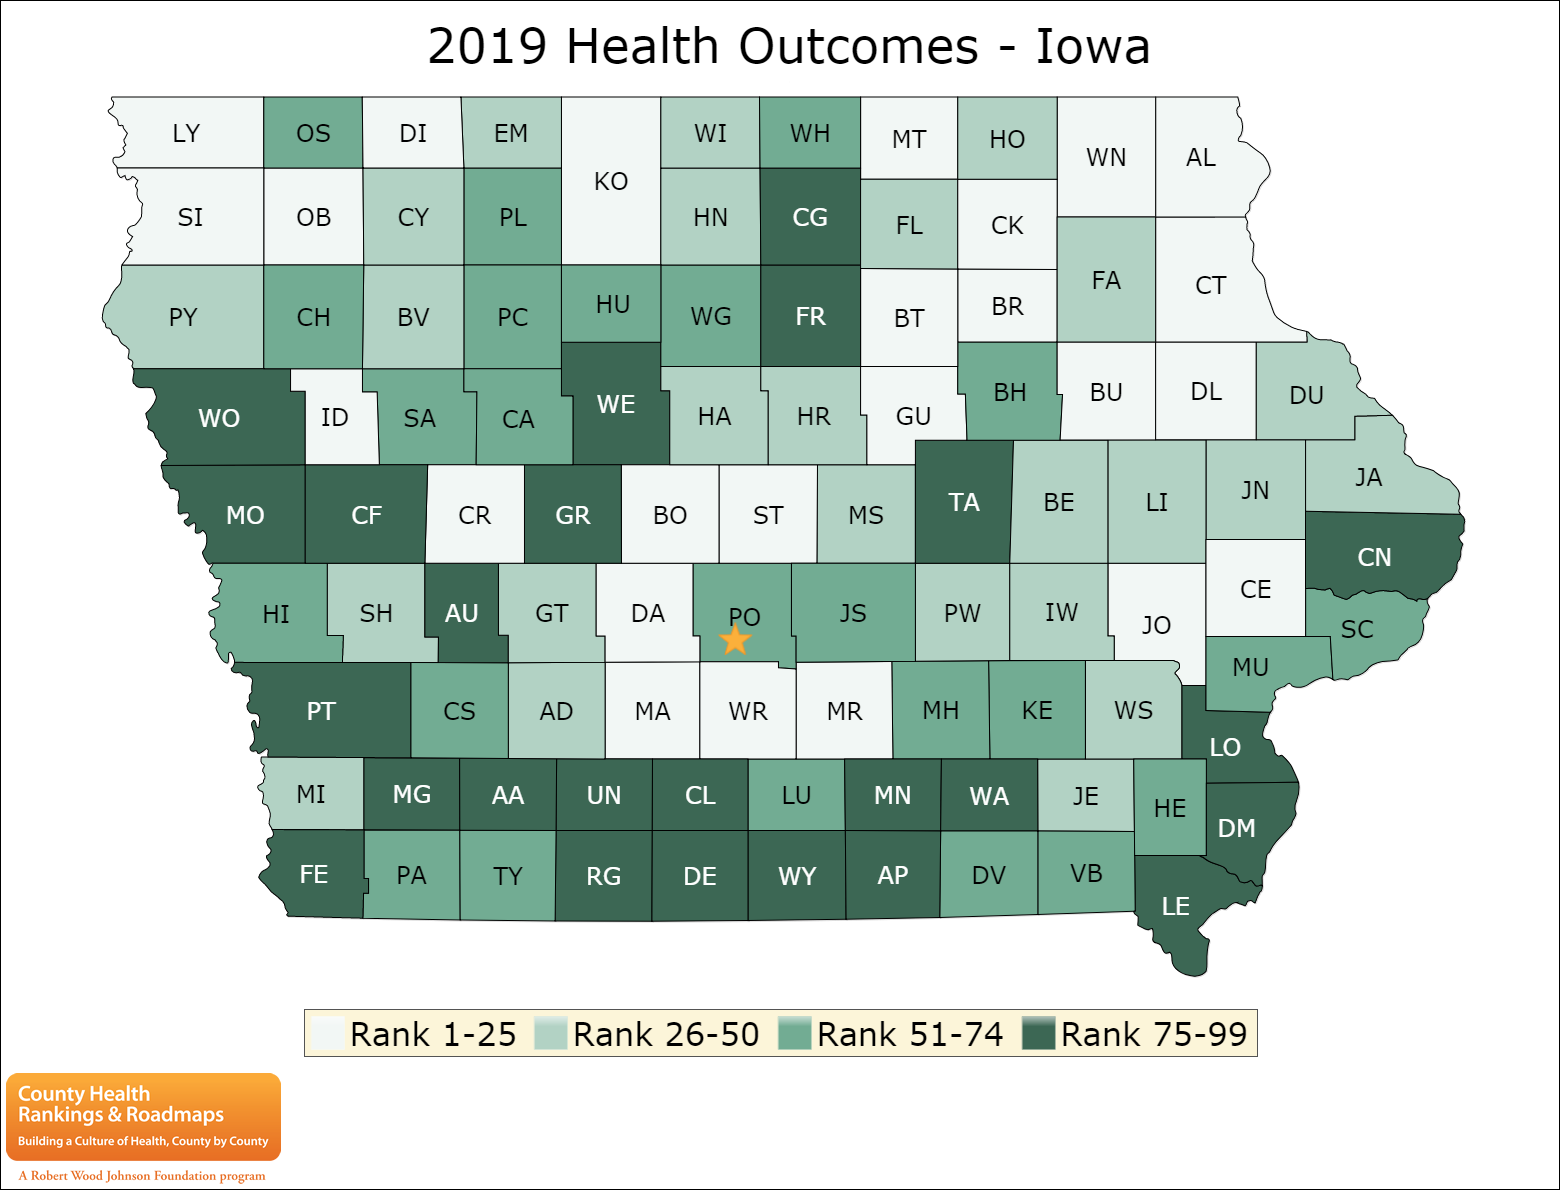 2019 Health Outcomes - Iowa
LY OS DI EM KO WI WH MT HO WN AL
SI OB CY PL HN CG FL CK
PY CH BV PC HU WG FR BT BR FA CT
WO ID SA CA WE HA HR GU BH BU DL DU
MO CF CR GR BO ST MS TA BE LI JN JA
HI SH AU GT DA PO JS PW IW JO CE CN
SC
PT CS AD MA WR MR MH KE WS MU
LO
MI MG AA UN CL LU MN WA JE HE DM
FE PA TY RG DE WY AP DV VB LE
Rank 1-25 Rank 26-50 Rank 51-74 Rank 75-99
County Health
Rankings & Roadmaps
Building a Culture of Health, County by County
A Robert Wood Johnson Foundation program